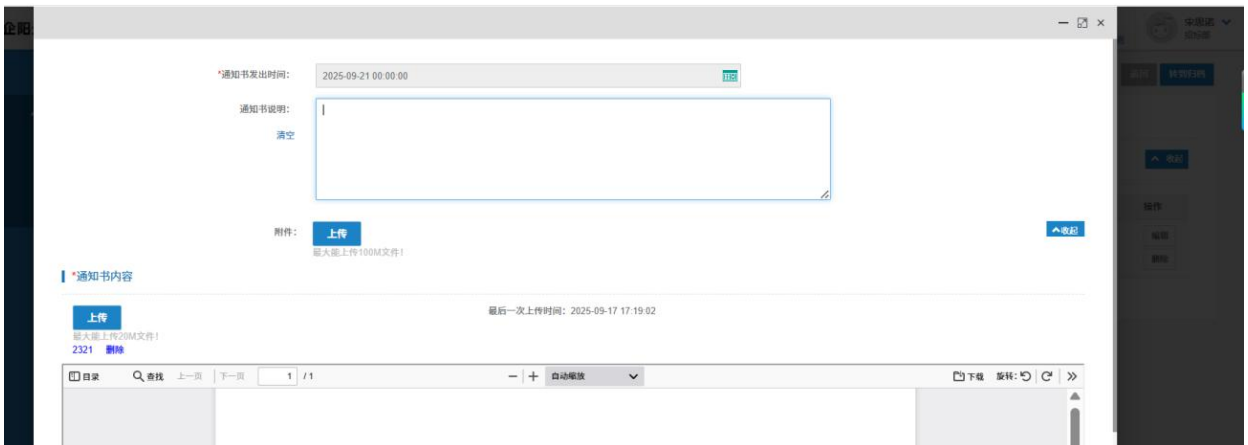 企阳
*通知书发出时间：
2025-09-21 00:00:00
通知书说明：
清空
附件：
上传
最大能上传100M文件！
收起
*通知书内容
上传
最大能上传20M文件！
最后一次上传时间：2025-09-17 17:19:02
2321 删除
目录 查找 上一页 下一页 1 / 1 自动缩放 下载 旋转:
返回
收起
操作
编辑
删除